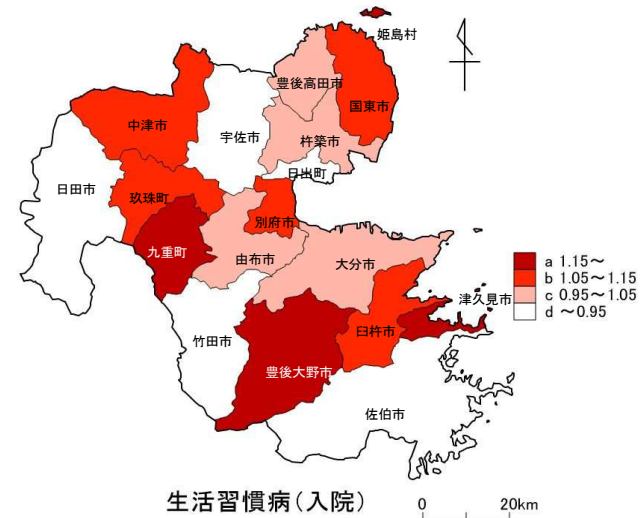 姫島村
豊後高田市
国東市
中津市
宇佐市
杵築市
日出町
日田市
玖珠町
別府市
九重町
由布市
大分市
a 1.15～
b 1.05～1.15
c 0.95～1.05
d ～0.95
津久見市
臼杵市
竹田市
豊後大野市
佐伯市
生活習慣病(入院)
0 20km